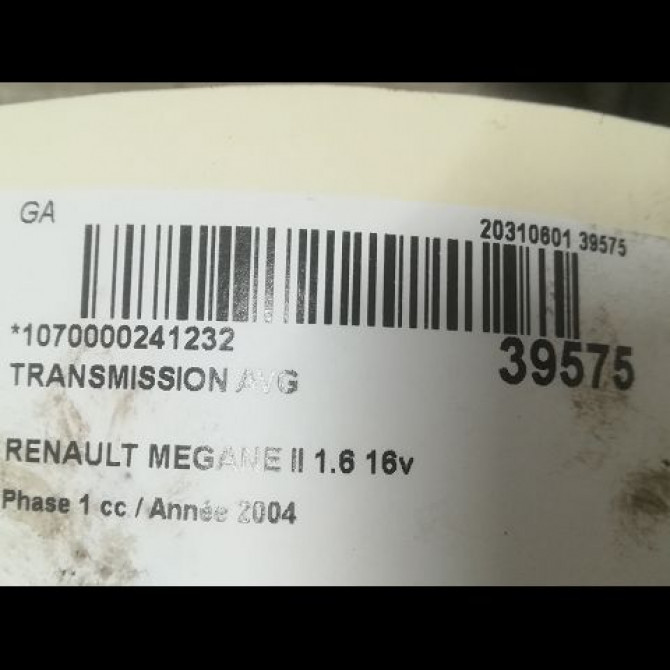 GA
20310601 39575
*1070000241232
39575
TRANSMISSION AVG
RENAULT MEGANE II 1.6 16v
Phase 1 cc / Année 2004